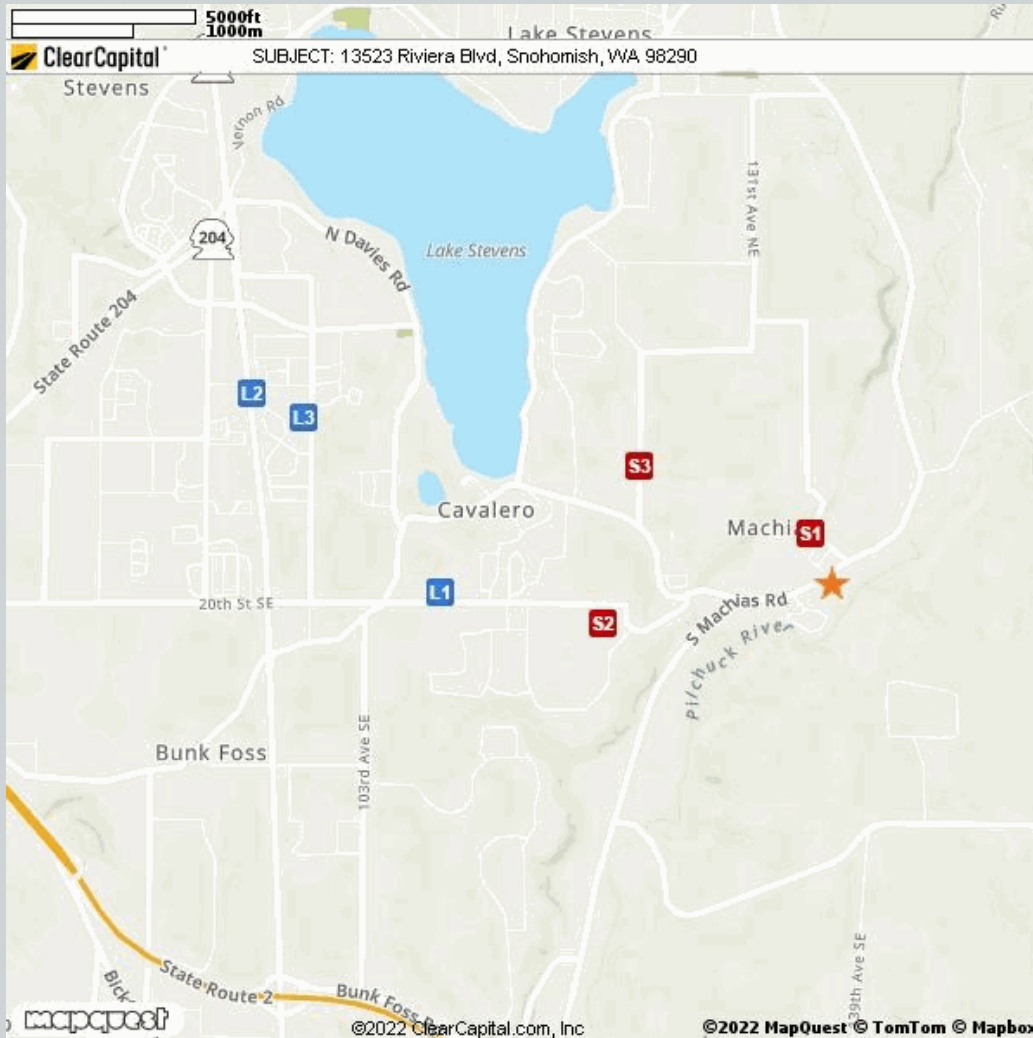 5000ft
1000m
Lake Stevens
ClearCapital
SUBJECT: 13523 Riviera Blvd, Snohomish, WA 98290
Stevens
Vernon Rd
131st Ave NE
204
N Davies Rd
Lake Stevens
State Route 204
L2
L3
S3
Cavalero
Machi
S1
L1
20th St SE
S2
S Machias Rd
Pilchuck River
Bunk Foss
103rd Ave SE
State Route 2
Bunk Foss
139th Ave SE
mapquest
©2022 ClearCapital.com, Inc
©2022 MapQuest © TomTom © Mapbox